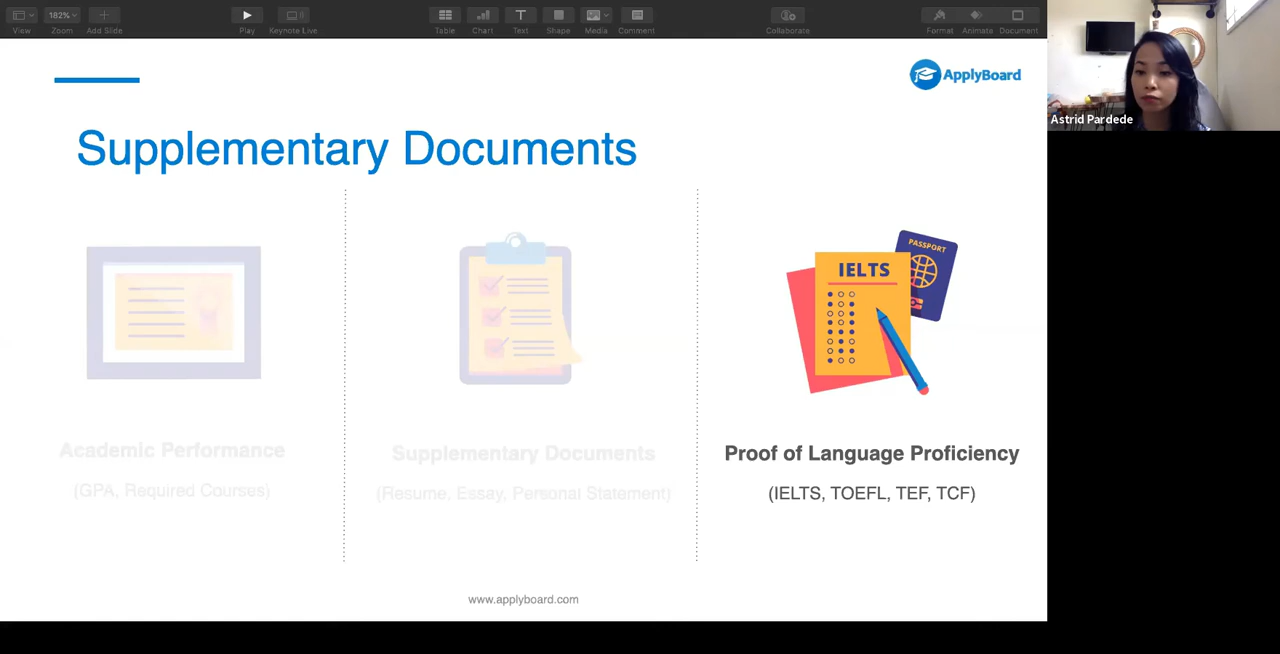 182%
View
Zoom
Add Slide
Play
Keynote Live
Table
Chart
Text
Shape
Media
Comment
Collaborate
Format
Animate
Document
ApplyBoard
Astrid Pardede
Supplementary Documents
PASSPORT
IELTS
Academic Performance
(GPA, Required Courses)
Supplementary Documents
(Resume, Essay, Personal Statement)
Proof of Language Proficiency
(IELTS, TOEFL, TEF, TCF)
www.applyboard.com